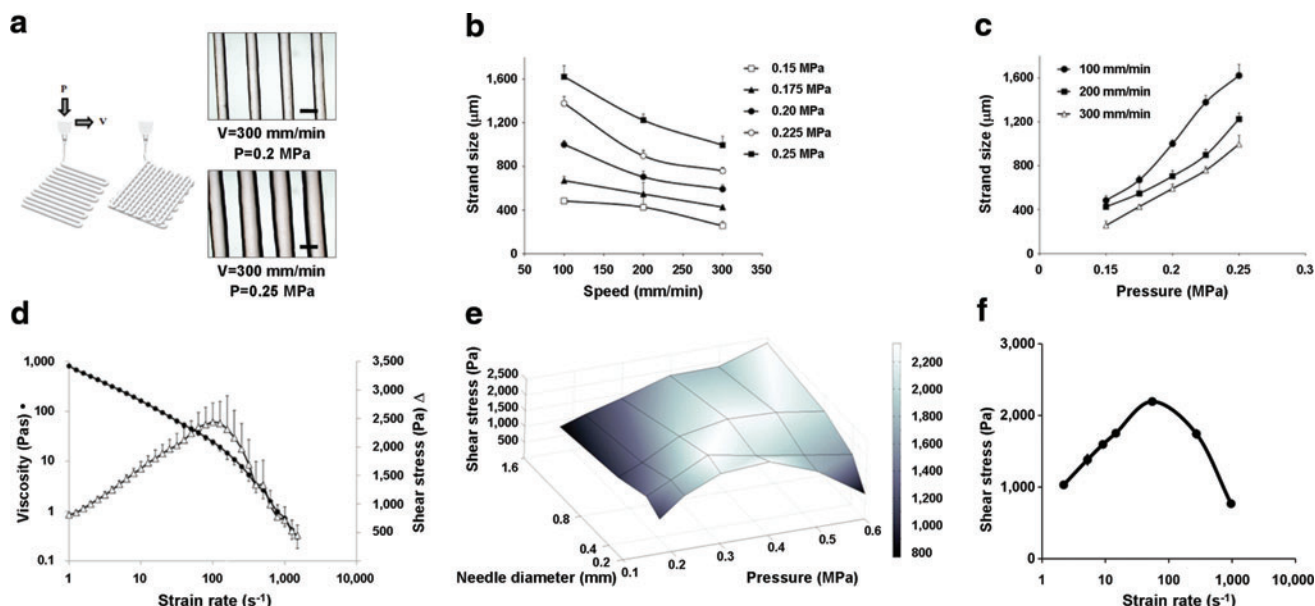 a
P
V
V=300 mm/min
P=0.2 MPa
V=300 mm/min
P=0.25 MPa
b
Strand size (μm)
1,600
1,200
800
400
0
50 100 150 200 250 300 350
Speed (mm/min)
0.15 MPa
0.175 MPa
0.20 MPa
0.225 MPa
0.25 MPa
c
Strand size (μm)
1,600
1,200
800
400
0
0 0.15 0.2 0.25 0.3
Pressure (MPa)
100 mm/min
200 mm/min
300 mm/min
d
Viscosity (Pas) •
1,000
100
10
1
0.1
1 10 100 1,000 10,000
Strain rate (s⁻¹)
3,500
3,000
2,500
2,000
1,500
1,000
500
Shear stress (Pa) Δ
e
Shear stress (Pa)
2,500
2,000
1,500
1,000
500
1.6
0.8
0.4
0.2
0.1
Needle diameter (mm)
0.2 0.3 0.4 0.5 0.6
Pressure (MPa)
2,200
2,000
1,800
1,600
1,400
1,200
1,000
800
f
Shear stress (Pa)
3,000
2,000
1,000
0
1 10 100 1,000 10,000
Strain rate (s⁻¹)